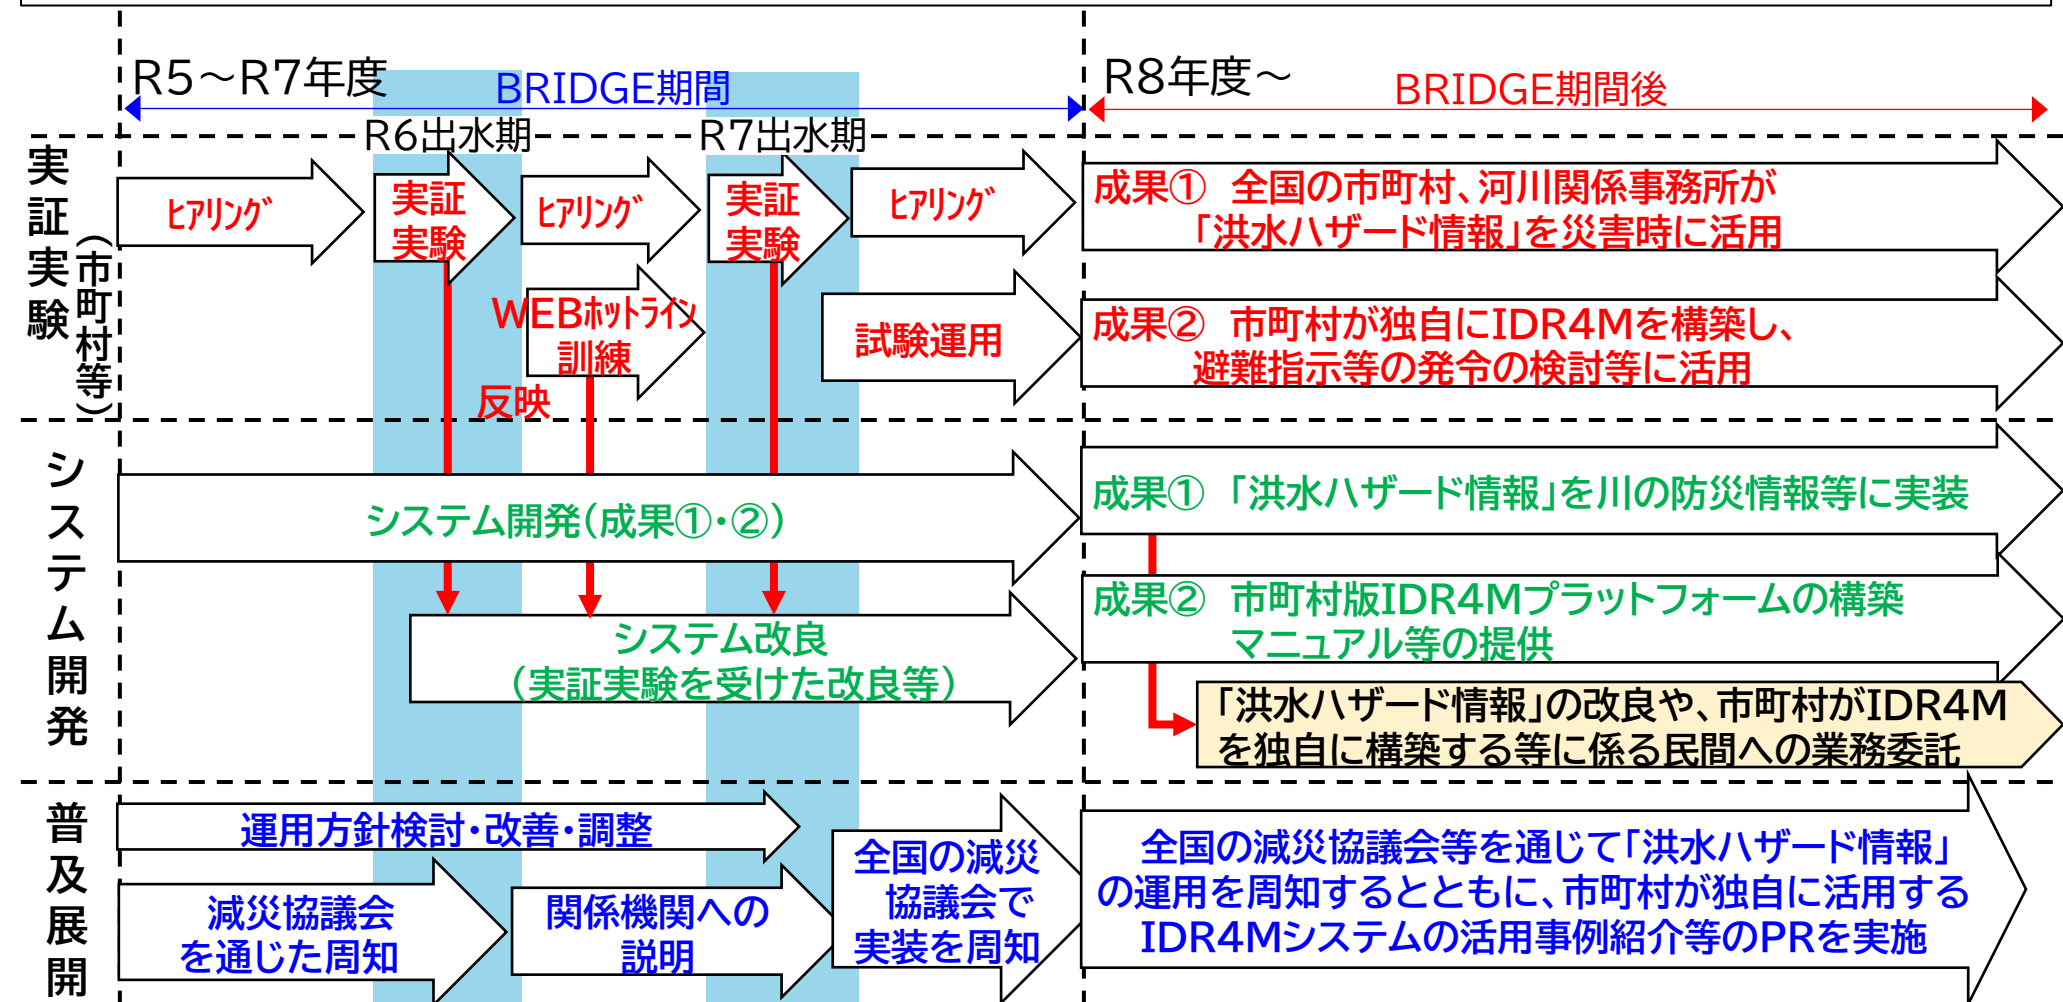 R5～R7年度
BRIDGE期間
R8年度～
BRIDGE期間後
R6出水期
R7出水期
実証実験
（市町村等）
ﾋｱﾘﾝｸﾞ
実証
実験
ﾋｱﾘﾝｸﾞ
実証
実験
ﾋｱﾘﾝｸﾞ
成果① 全国の市町村、河川関係事務所が
「洪水ハザード情報」を災害時に活用
WEBﾎｯﾄﾗｲﾝ
訓練
試験運用
成果② 市町村が独自にIDR4Mを構築し、
避難指示等の発令の検討等に活用
反映
システム開発
システム開発（成果①・②）
成果① 「洪水ハザード情報」を川の防災情報等に実装
システム改良
（実証実験を受けた改良等）
成果② 市町村版IDR4Mプラットフォームの構築
マニュアル等の提供
「洪水ハザード情報」の改良や、市町村がIDR4M
を独自に構築する等に係る民間への業務委託
普及展開
運用方針検討・改善・調整
減災協議会
を通じた周知
関係機関への
説明
全国の減災
協議会で
実装を周知
全国の減災協議会等を通じて「洪水ハザード情報」
の運用を周知するとともに、市町村が独自に活用する
IDR4Mシステムの活用事例紹介等のPRを実施